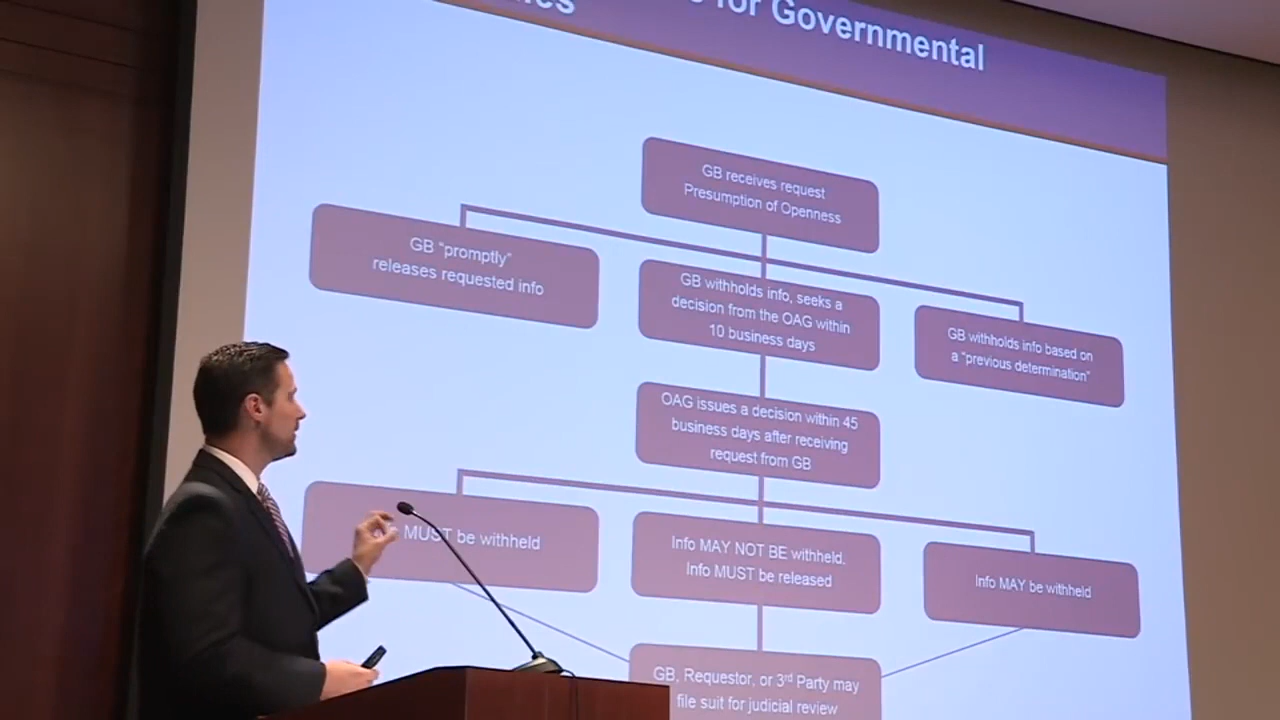 for Governmental
GB receives request
Presumption of Openness
GB “promptly”
releases requested info
GB withholds info, seeks a
decision from the OAG within
10 business days
GB withholds info based on
a “previous determination”
OAG issues a decision within 45
business days after receiving
request from GB
MUST be withheld
Info MAY NOT BE withheld.
Info MUST be released
Info MAY be withheld
GB, Requestor, or 3rd Party may
file suit for judicial review